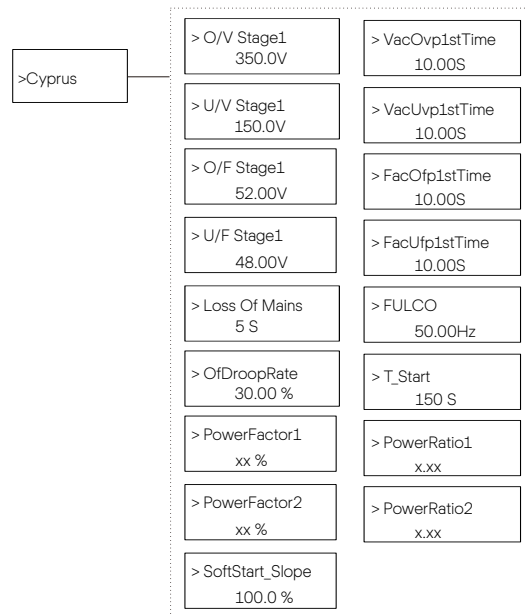 >Cyprus
> O/V Stage1
350.0V
> VacOvp1stTime
10.00S
> U/V Stage1
150.0V
> VacUvp1stTime
10.00S
> O/F Stage1
52.00V
> FacOfp1stTime
10.00S
> U/F Stage1
48.00V
> FacUfp1stTime
10.00S
> Loss Of Mains
5 S
> FULCO
50.00Hz
> OfDroopRate
30.00 %
> T_Start
150 S
> PowerFactor1
xx %
> PowerRatio1
x.xx
> PowerFactor2
xx %
> PowerRatio2
x.xx
> SoftStart_Slope
100.0 %